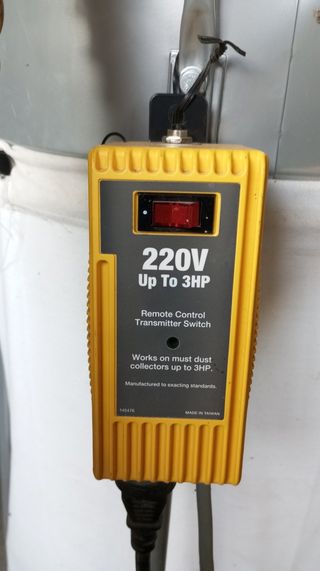 220V
Up To 3HP
Remote Control
Transmitter Switch
Works on must dust
collectors up to 3HP.
Manufactured to exacting standards.
145476 MADE IN TAIWAN